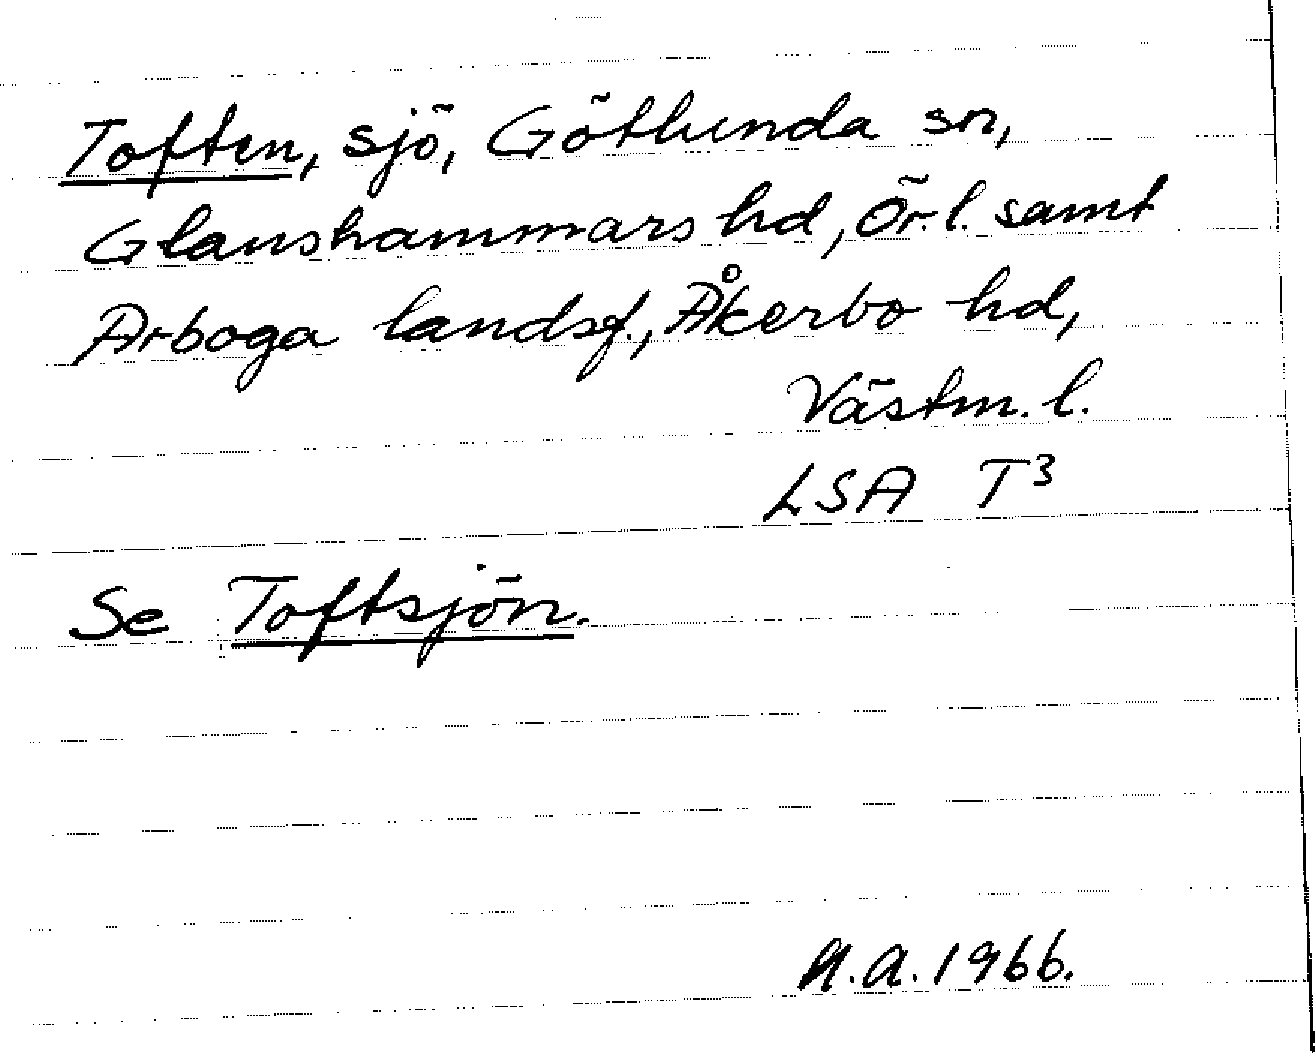 Toften, sjö, Götlunda sn,
Glanshammars hd, Ör. l. samt
Arboga landsf., Åkerbo hd,
Västm. l.
LSA T³
Se Toftsjön.
A.a. 1966.